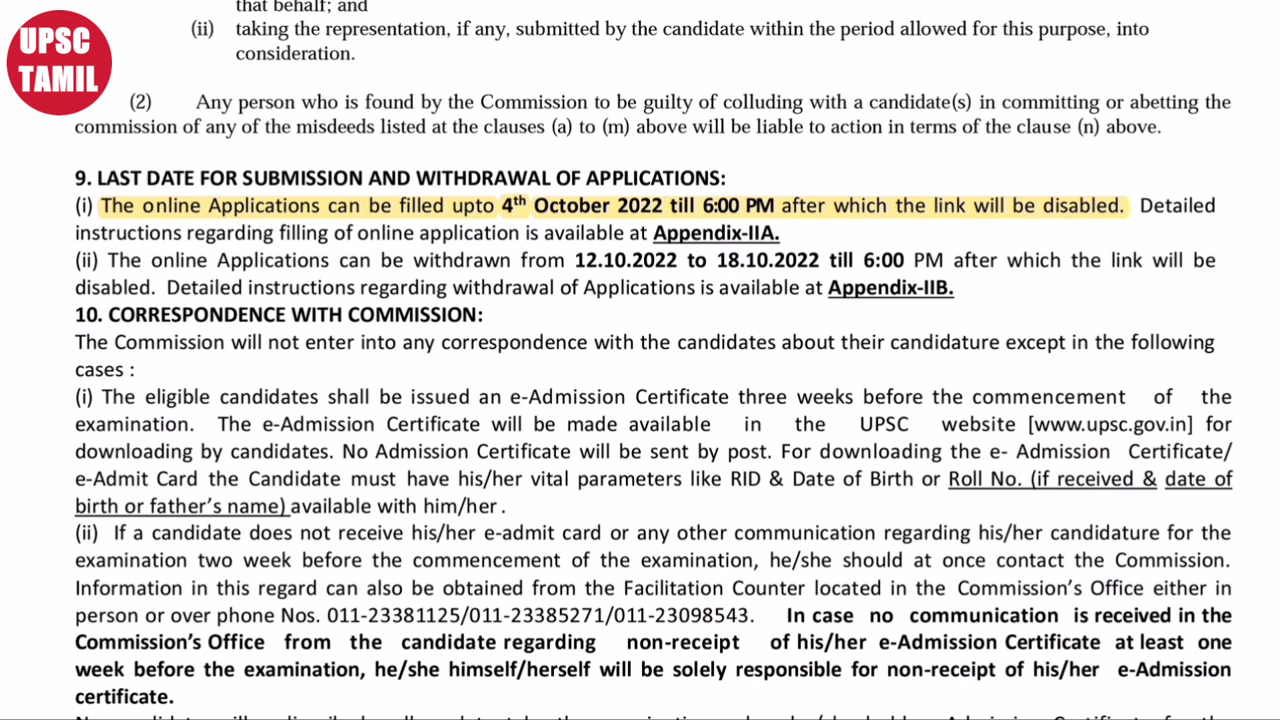 UPSC
TAMIL
that behalf; and
(ii) taking the representation, if any, submitted by the candidate within the period allowed for this purpose, into
consideration.
(2) Any person who is found by the Commission to be guilty of colluding with a candidate(s) in committing or abetting the
commission of any of the misdeeds listed at the clauses (a) to (m) above will be liable to action in terms of the clause (n) above.
9. LAST DATE FOR SUBMISSION AND WITHDRAWAL OF APPLICATIONS:
(i) The online Applications can be filled upto 4th October 2022 till 6:00 PM after which the link will be disabled. Detailed
instructions regarding filling of online application is available at Appendix-IIA.
(ii) The online Applications can be withdrawn from 12.10.2022 to 18.10.2022 till 6:00 PM after which the link will be
disabled. Detailed instructions regarding withdrawal of Applications is available at Appendix-IIB.
10. CORRESPONDENCE WITH COMMISSION:
The Commission will not enter into any correspondence with the candidates about their candidature except in the following
cases :
(i) The eligible candidates shall be issued an e-Admission Certificate three weeks before the commencement of the
examination. The e-Admission Certificate will be made available in the UPSC website [www.upsc.gov.in] for
downloading by candidates. No Admission Certificate will be sent by post. For downloading the e- Admission Certificate/
e-Admit Card the Candidate must have his/her vital parameters like RID & Date of Birth or Roll No. (if received & date of
birth or father's name) available with him/her .
(ii) If a candidate does not receive his/her e-admit card or any other communication regarding his/her candidature for the
examination two week before the commencement of the examination, he/she should at once contact the Commission.
Information in this regard can also be obtained from the Facilitation Counter located in the Commission's Office either in
person or over phone Nos. 011-23381125/011-23385271/011-23098543. In case no communication is received in the
Commission's Office from the candidate regarding non-receipt of his/her e-Admission Certificate at least one
week before the examination, he/she himself/herself will be solely responsible for non-receipt of his/her e-Admission
certificate.